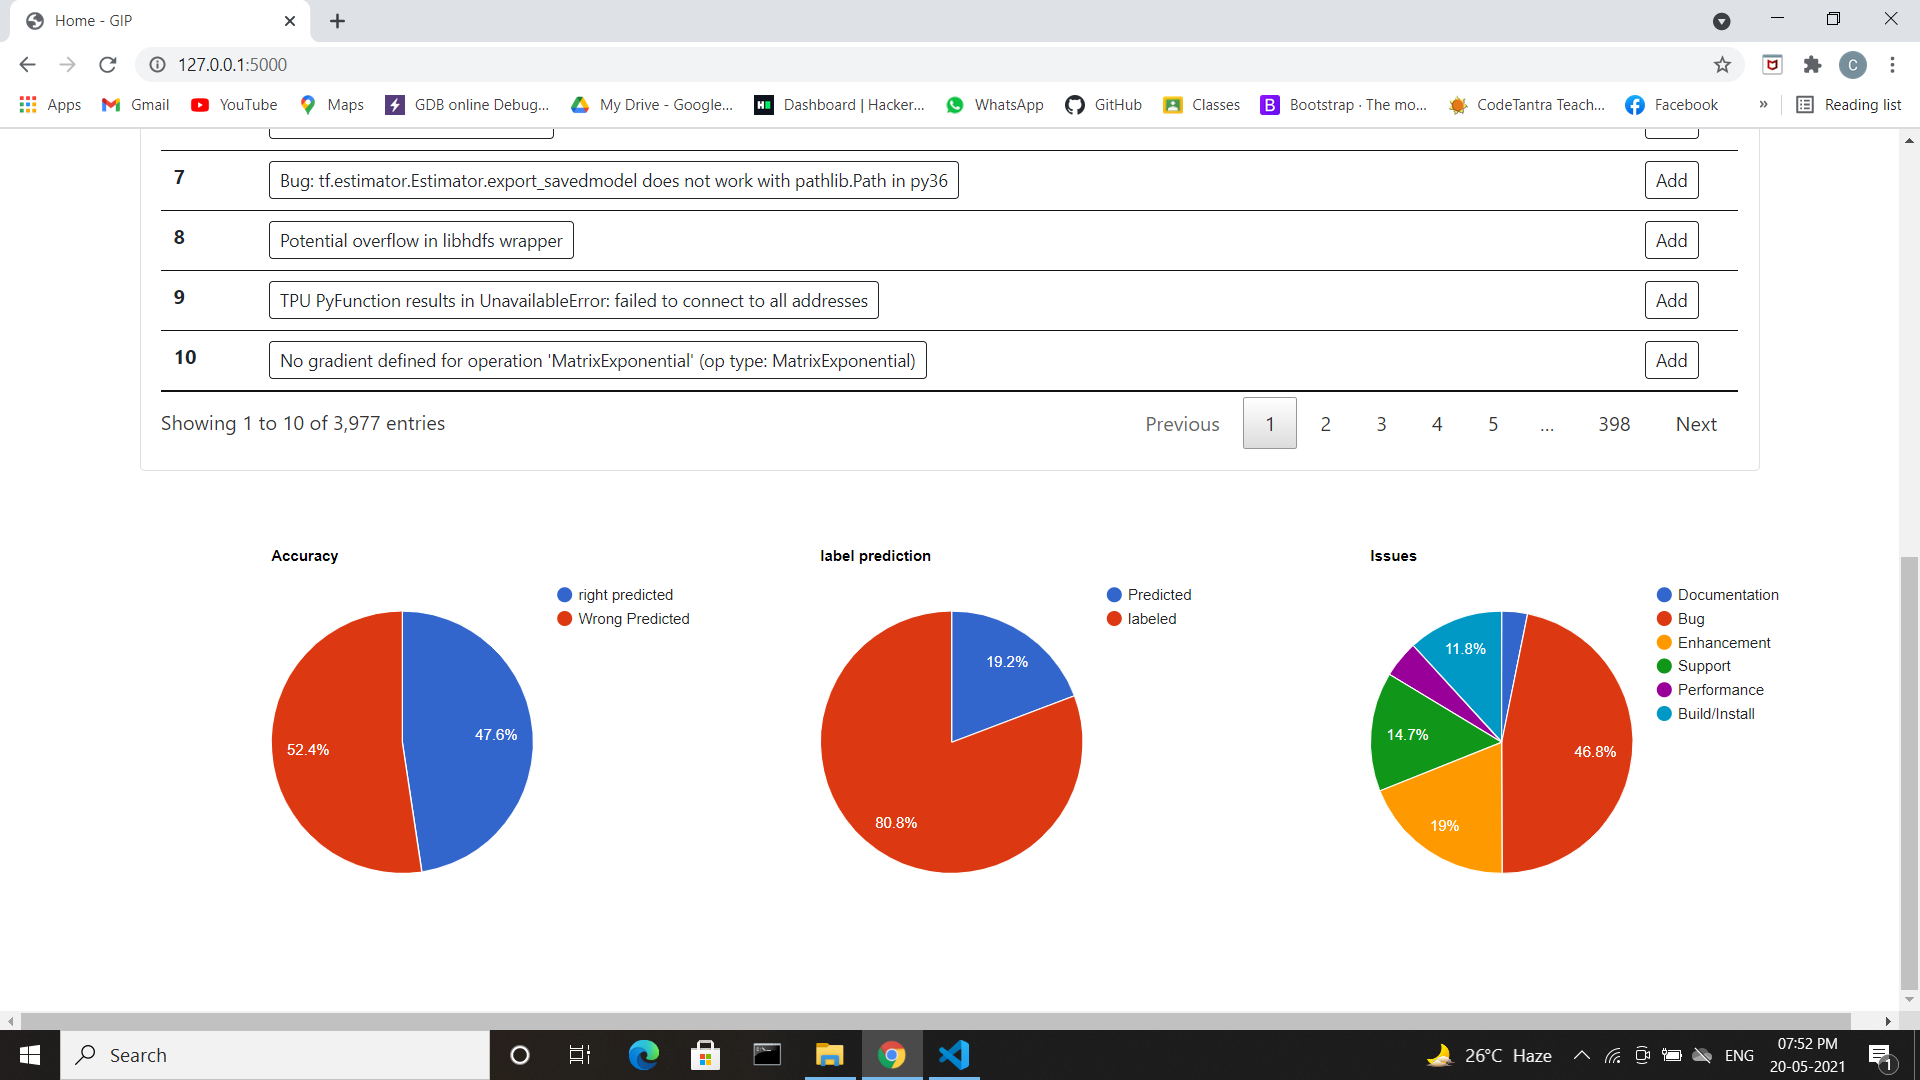 Home - GIP
127.0.0.1:5000
C
Apps Gmail YouTube Maps GDB online Debug... My Drive - Google... Dashboard | Hacker... WhatsApp GitHub Classes Bootstrap · The mo... CodeTantra Teach... Facebook » Reading list
7 Bug: tf.estimator.Estimator.export_savedmodel does not work with pathlib.Path in py36 Add
8 Potential overflow in libhdfs wrapper Add
9 TPU PyFunction results in UnavailableError: failed to connect to all addresses Add
10 No gradient defined for operation 'MatrixExponential' (op type: MatrixExponential) Add
Showing 1 to 10 of 3,977 entries Previous 1 2 3 4 5 ... 398 Next
Accuracy
right predicted
Wrong Predicted
47.6%
52.4%
label prediction
Predicted
labeled
19.2%
80.8%
Issues
Documentation
Bug
Enhancement
Support
Performance
Build/Install
11.8%
14.7%
46.8%
19%
Search
26°C Haze
ENG
07:52 PM
20-05-2021
1